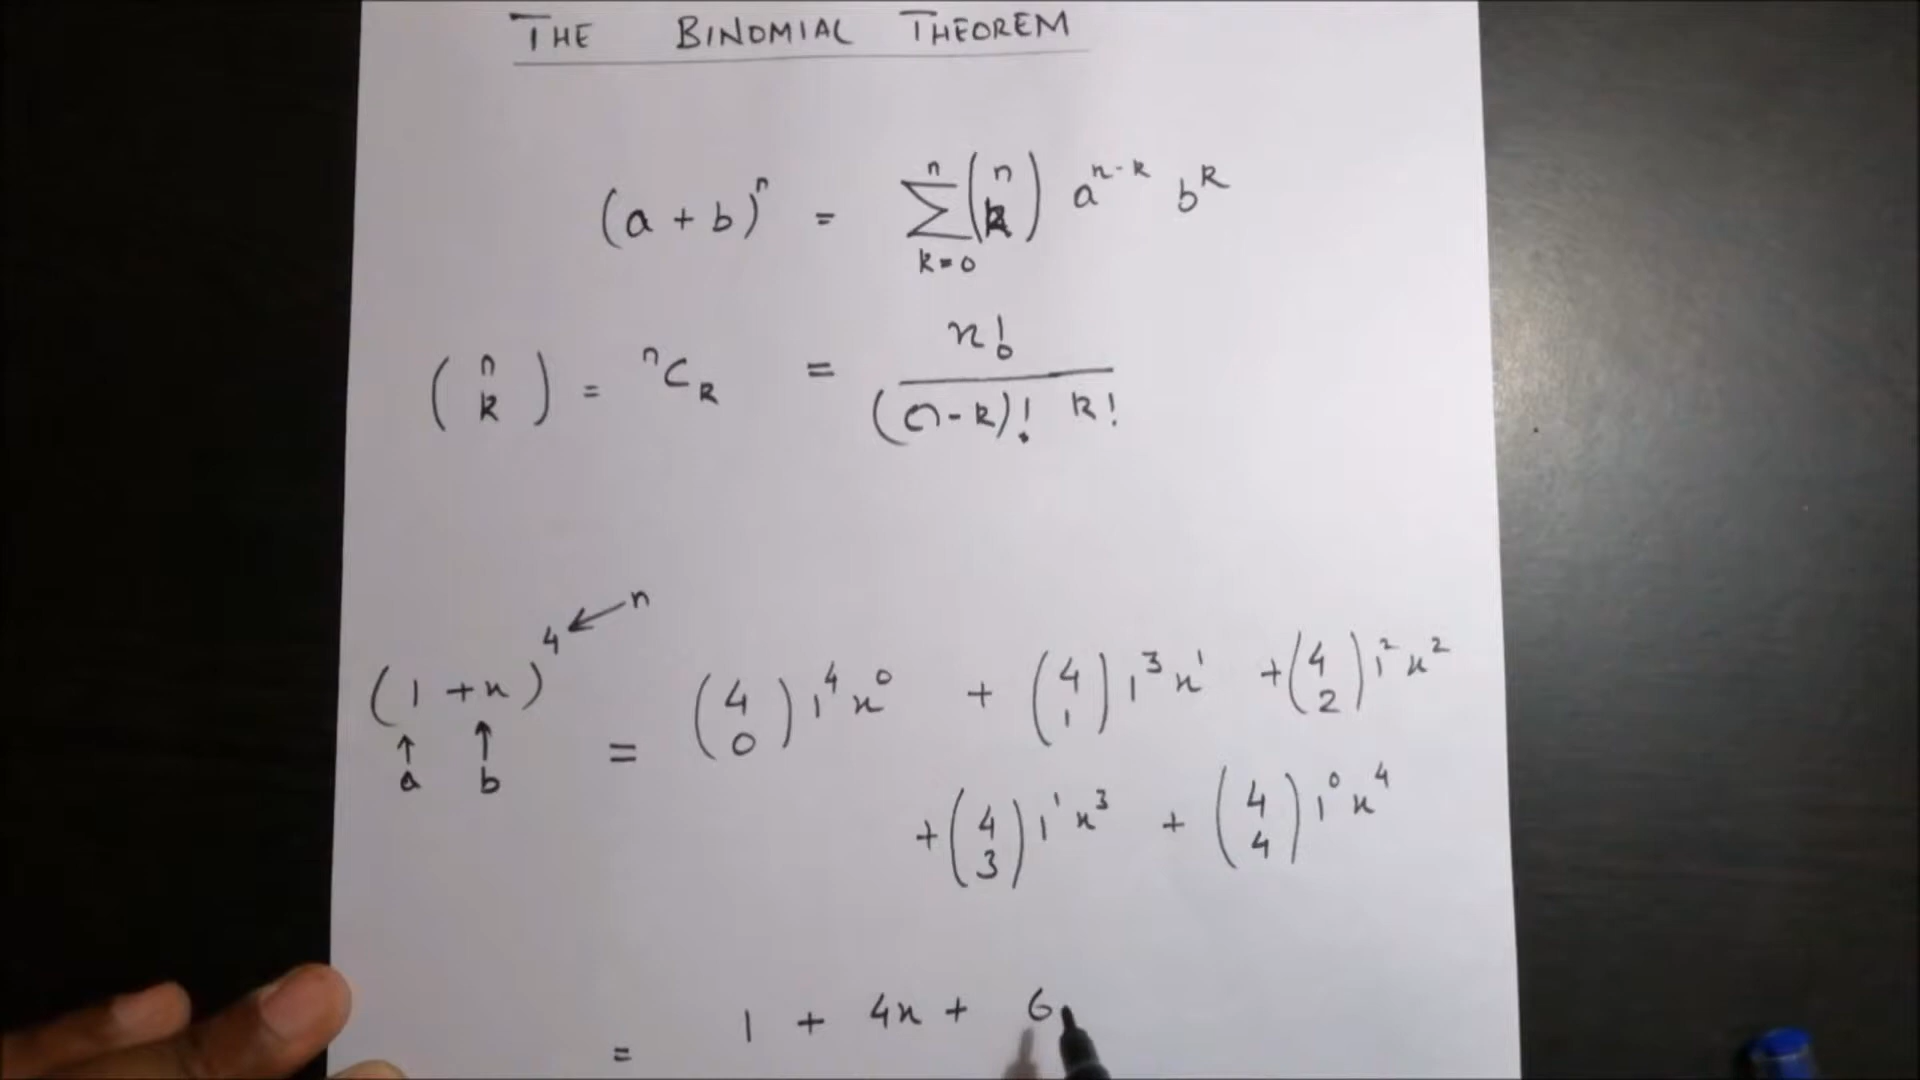 THE BINOMIAL THEOREM
(a + b)^n = ∑_{k=0}^{n} (n k) a^{n-k} b^k
(n k) = ^nC_k = n! / (n-k)! k!
(1 + x)^4 ← n
= (4 0) 1^4 x^0 + (4 1) 1^3 x^1 + (4 2) 1^2 x^2
↑ a ↑ b
+ (4 3) 1^1 x^3 + (4 4) 1^0 x^4
= 1 + 4x + 6